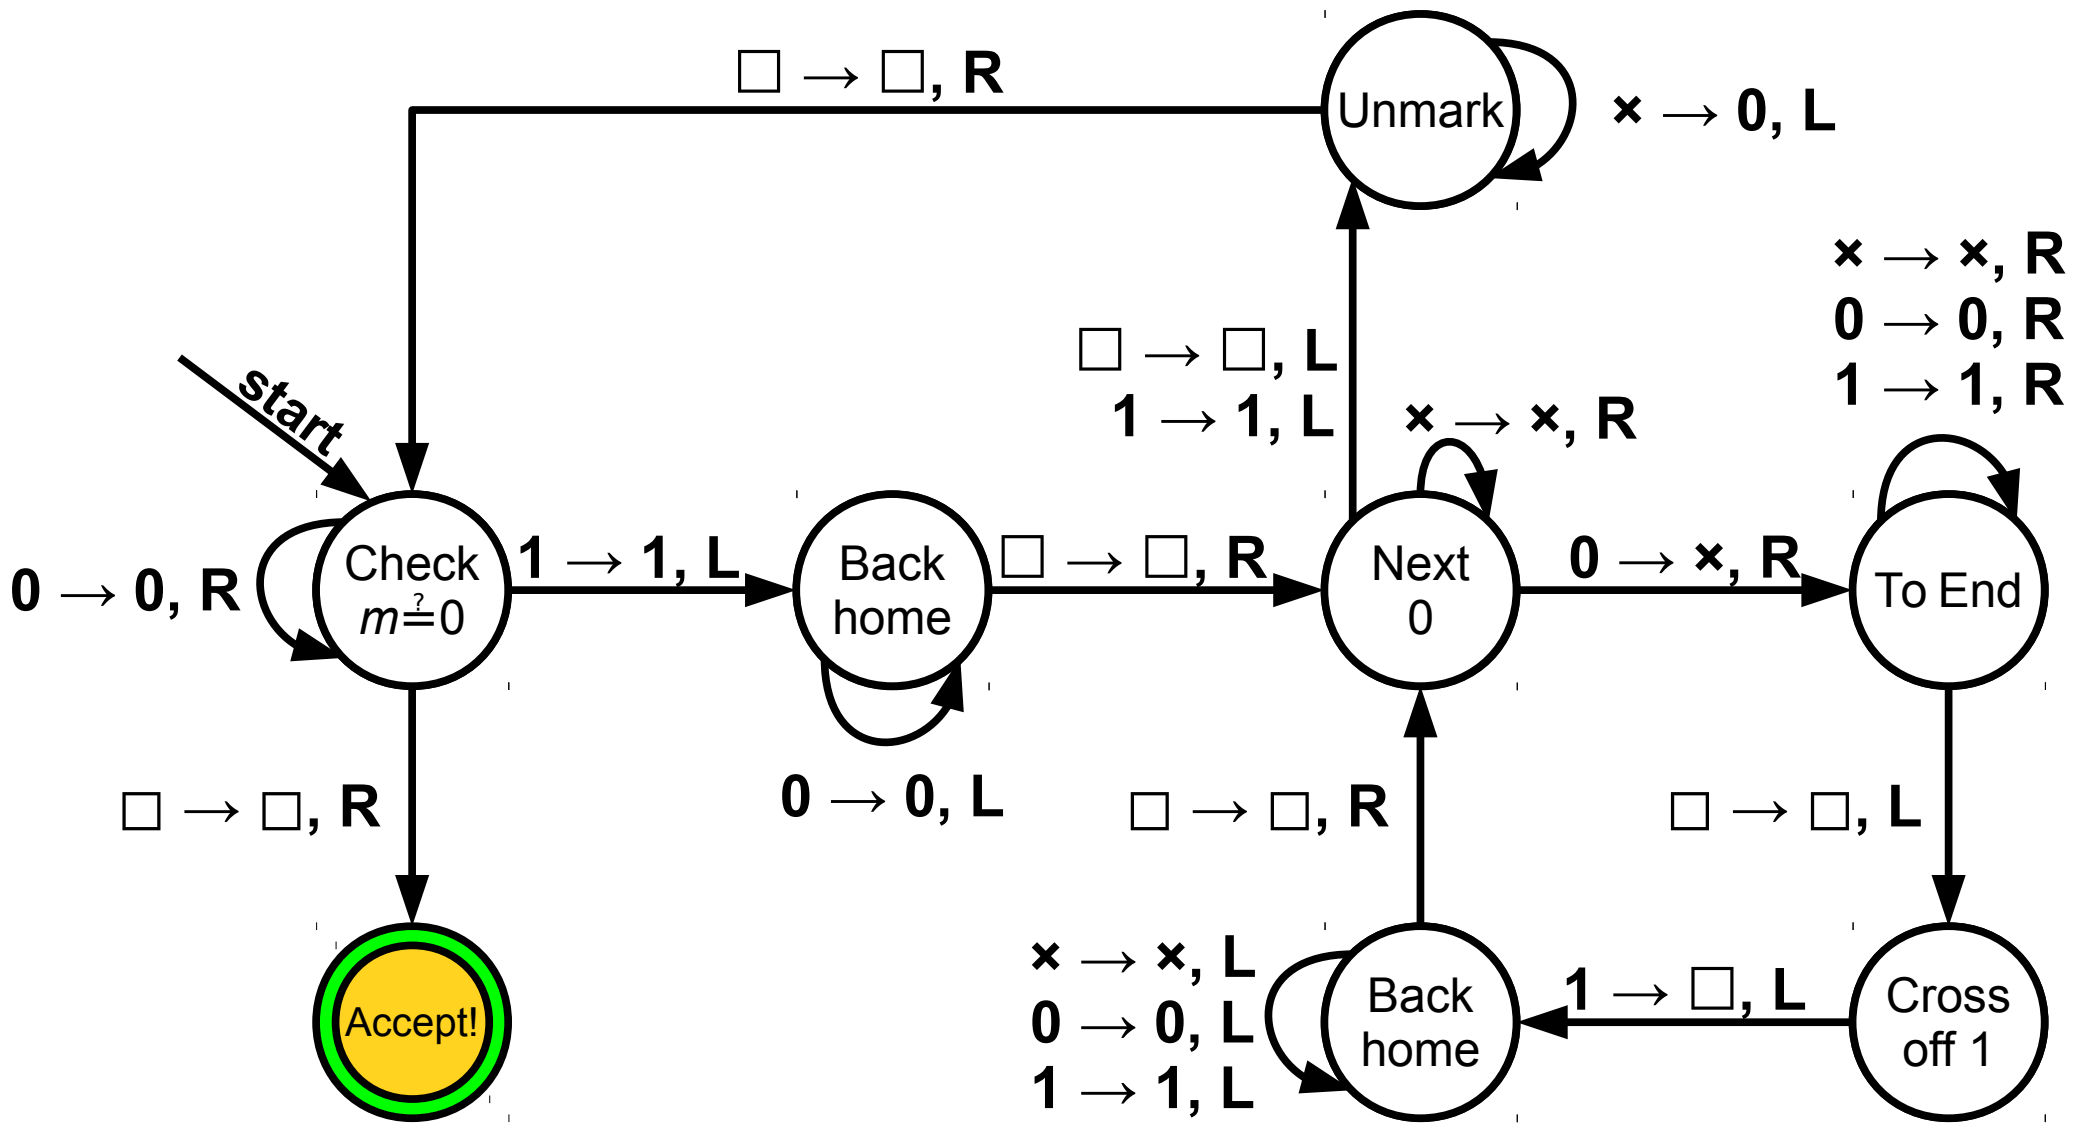 □ → □, R
Unmark
× → 0, L
× → ×, R
0 → 0, R
1 → 1, R
□ → □, L
1 → 1, L
× → ×, R
start
0 → 0, R
Check
m≟0
1 → 1, L
Back
home
□ → □, R
Next
0
0 → ×, R
To End
0 → 0, L
□ → □, R
□ → □, R
□ → □, L
Accept!
× → ×, L
0 → 0, L
1 → 1, L
Back
home
1 → □, L
Cross
off 1